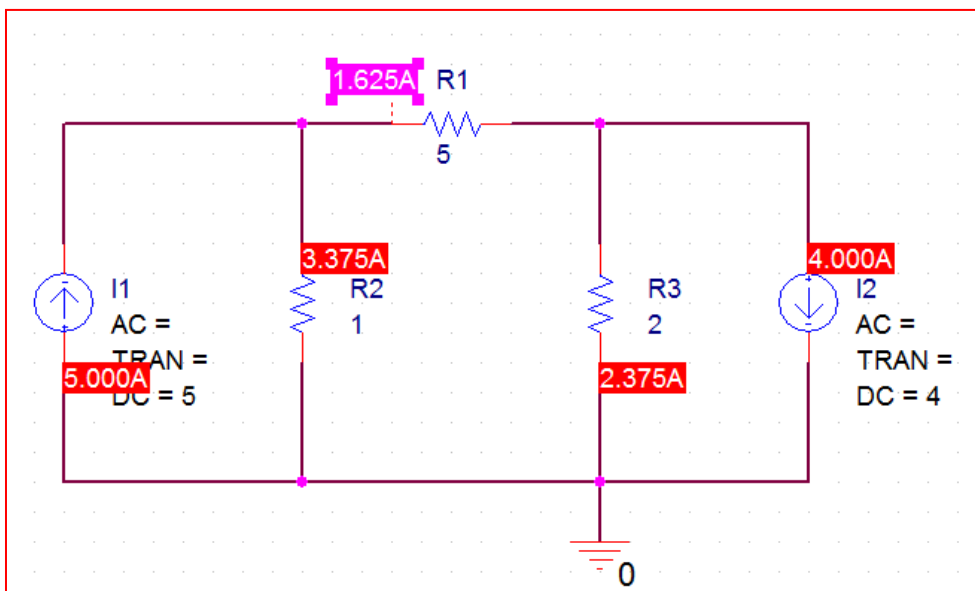 1.625A R1
5
3.375A
4.000A
I1
R2
R3
I2
AC =
1
2
AC =
TRAN =
TRAN =
5.000A
2.375A
DC = 5
DC = 4
0